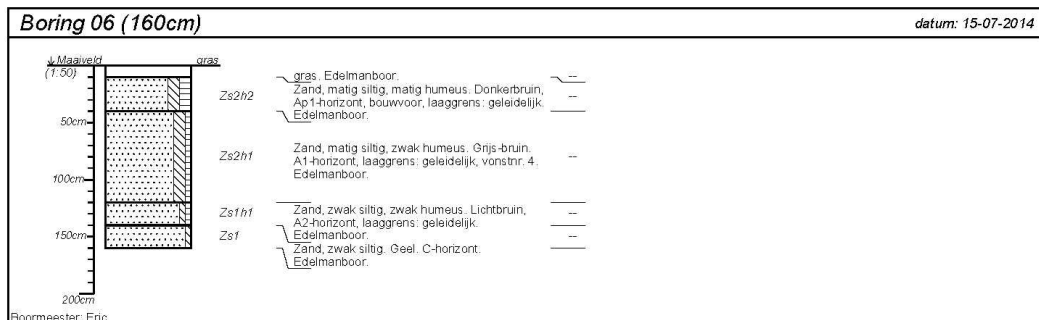 Boring 06 (160cm)
datum: 15-07-2014
Maaiveld
gras
(1:50)
gras. Edelmanboor.
--
Zs2h2
Zand, matig siltig, matig humeus. Donkerbruin,
Ap1-horizont, bouwvoor, laaggrens: geleidelijk.
Edelmanboor.
--
50cm
Zs2h1
Zand, matig siltig, zwak humeus. Grijs-bruin.
A1-horizont, laaggrens: geleidelijk, vonstnr. 4.
Edelmanboor.
--
100cm
Zs1h1
Zand, zwak siltig, zwak humeus. Lichtbruin,
A2-horizont, laaggrens: geleidelijk.
Edelmanboor.
--
150cm
Zs1
Zand, zwak siltig. Geel. C-horizont.
Edelmanboor.
--
200cm
Boormeester: Eric